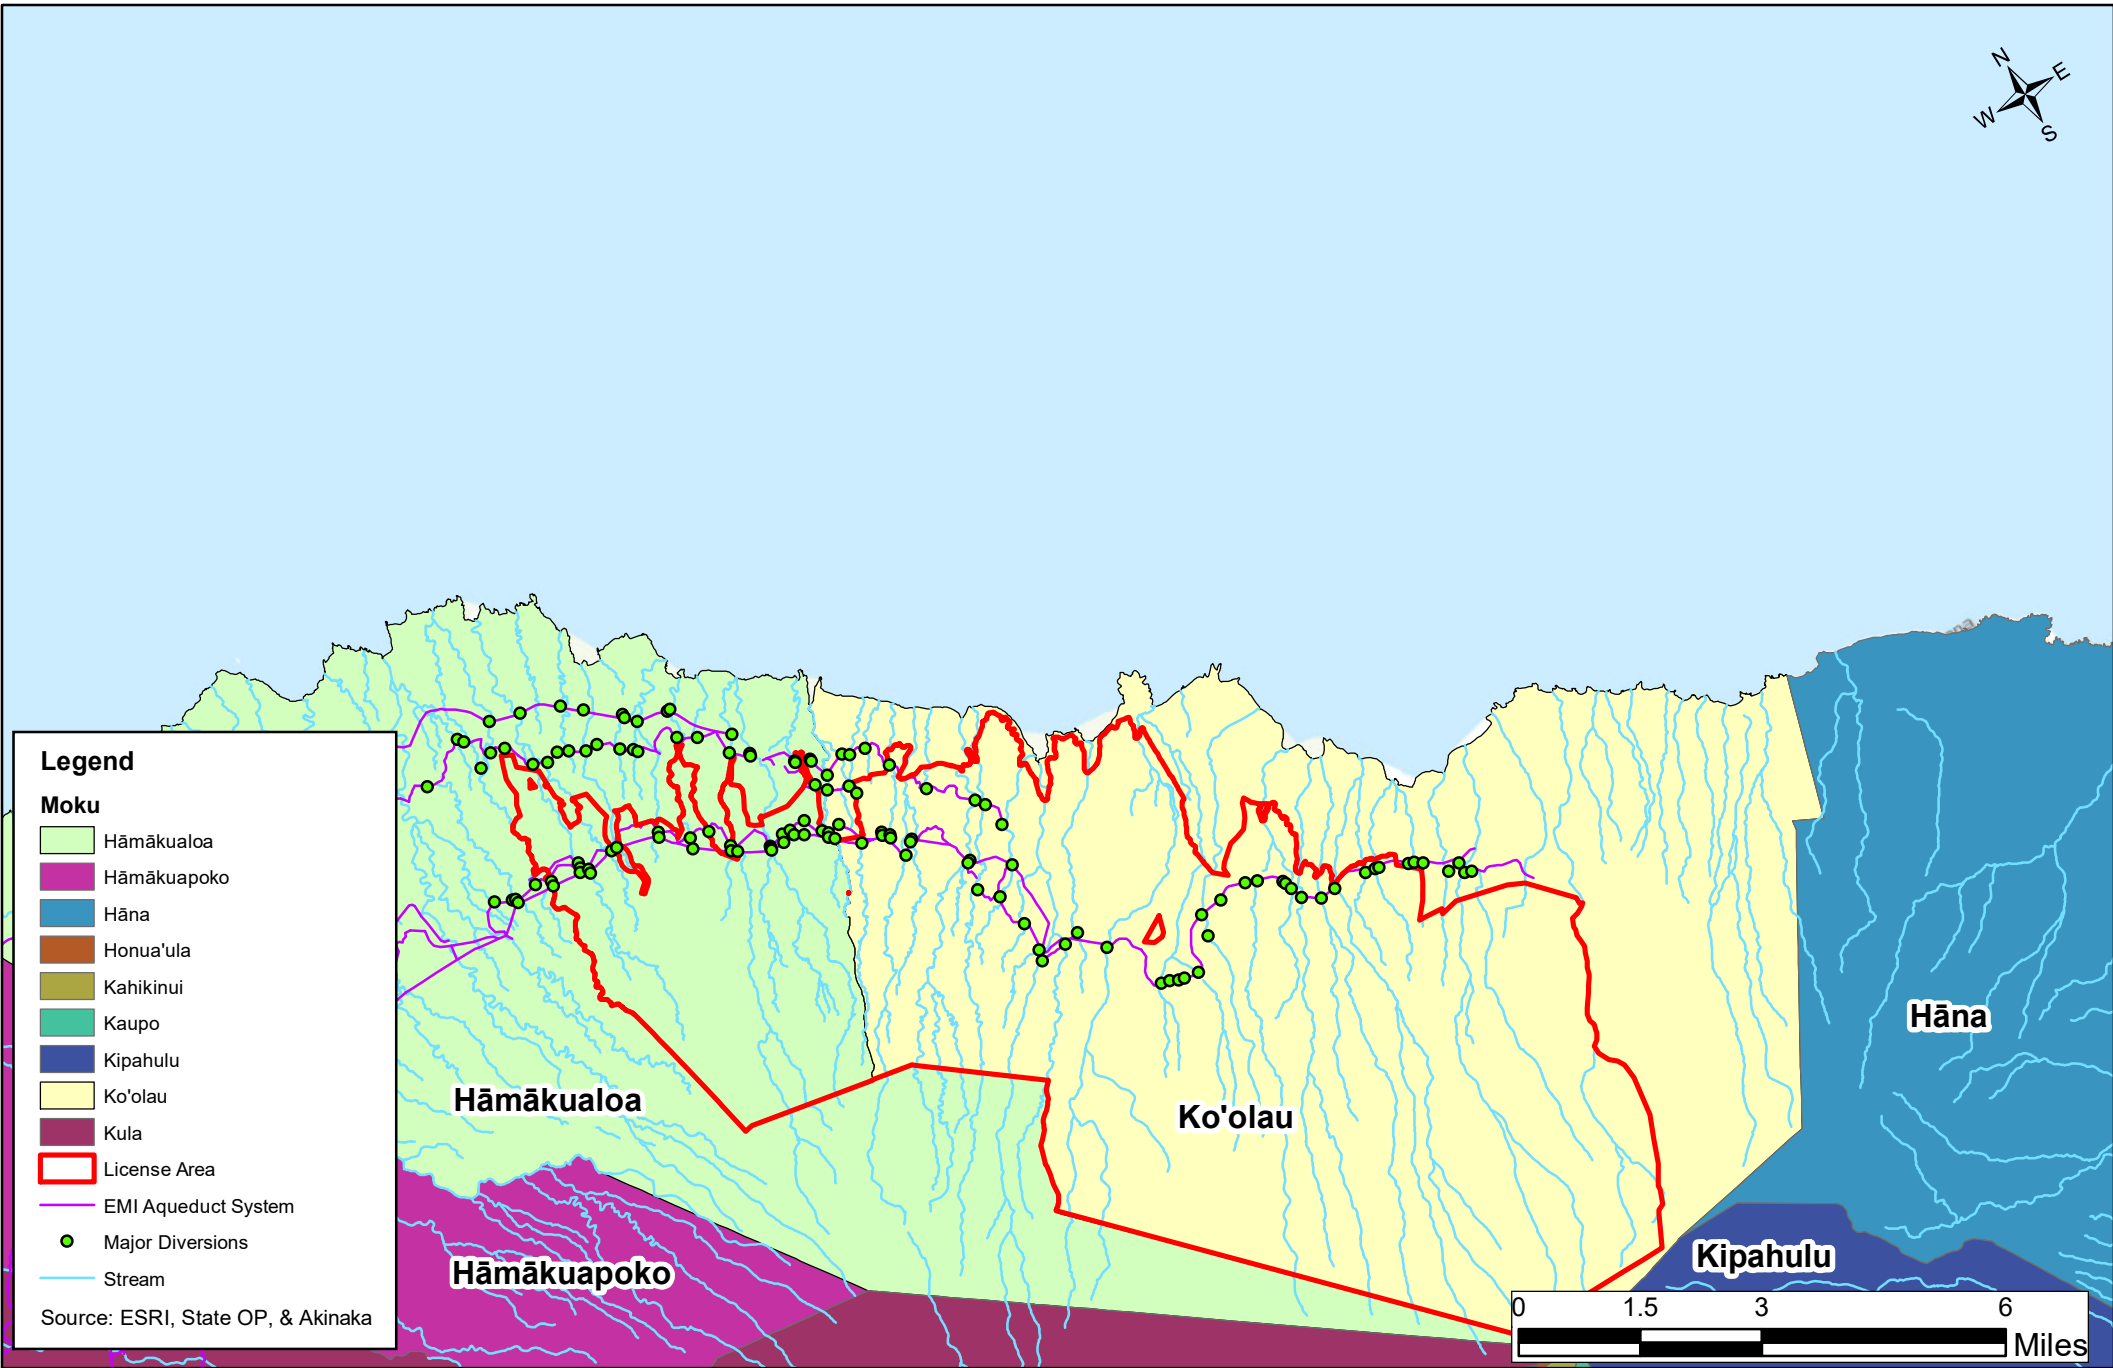 N
E
W
S
Legend
Moku
Hāmākualoa
Hāmākuapoko
Hāna
Honua'ula
Kahikinui
Kaupo
Kipahulu
Ko'olau
Kula
License Area
EMI Aqueduct System
Major Diversions
Stream
Source: ESRI, State OP, & Akinaka
Hāmākualoa
Hāmākuapoko
Ko'olau
Hāna
Kipahulu
0 1.5 3 6
Miles